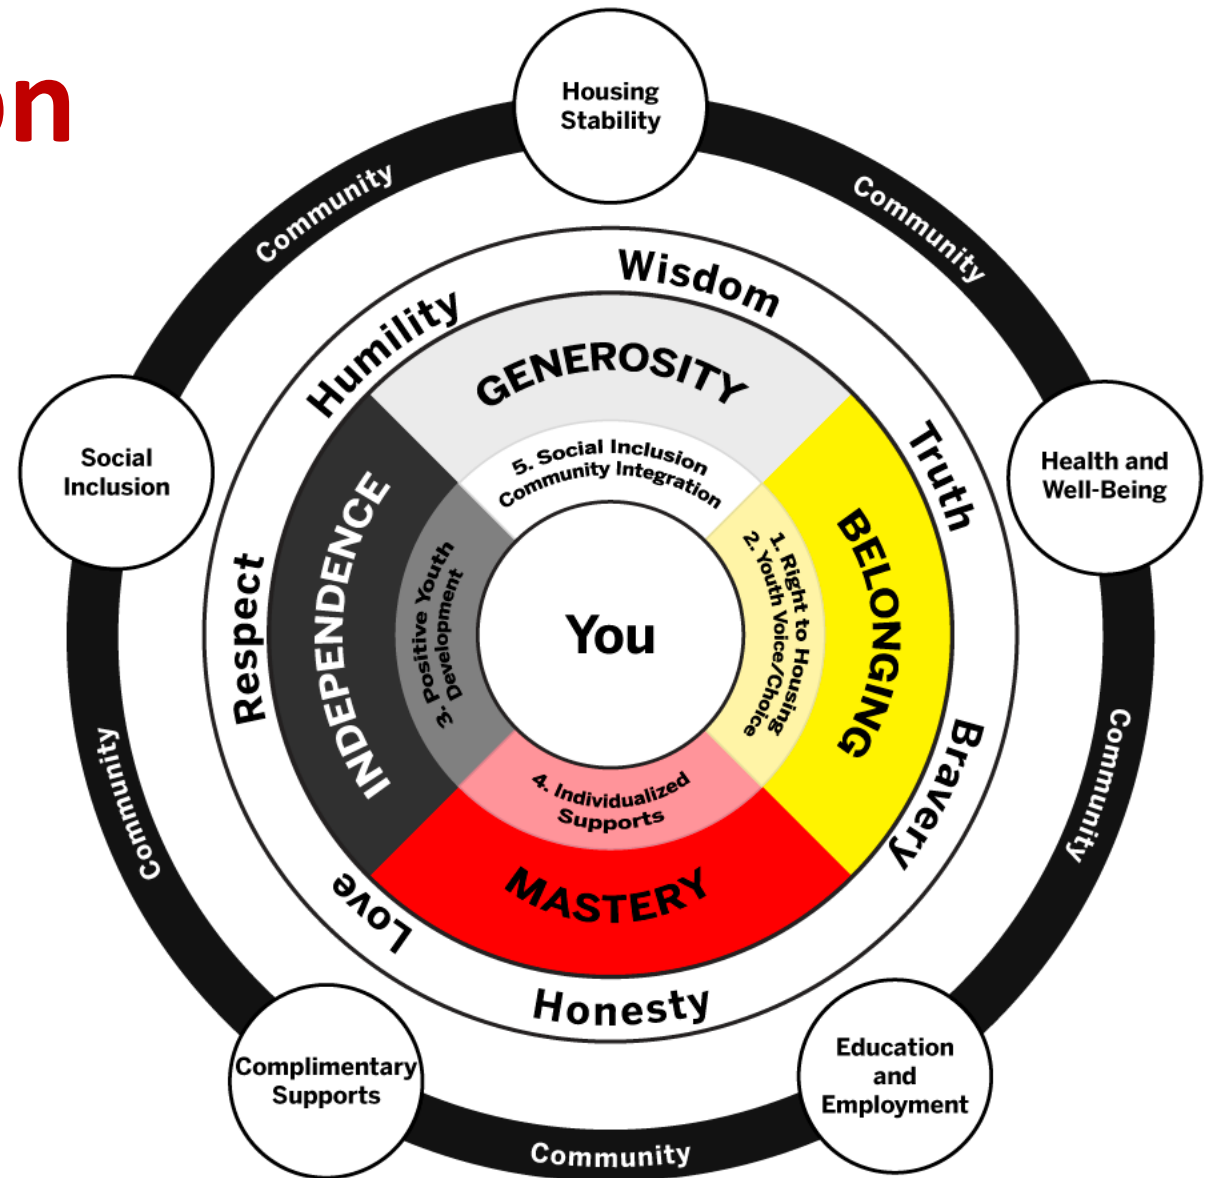 on
Housing
Stability
Community
Community
Wisdom
Humility
GENEROSITY
5. Social Inclusion
Community Integration
Truth
Social
Inclusion
Health and
Well-Being
Respect
INDEPENDENCE
3. Positive Youth
Development
You
1. Right to Housing
2. Youth Voice/Choice
BELONGING
Bravery
Community
Community
4. Individualized
Supports
MASTERY
Love
Honesty
Complimentary
Supports
Education
and
Employment
Community